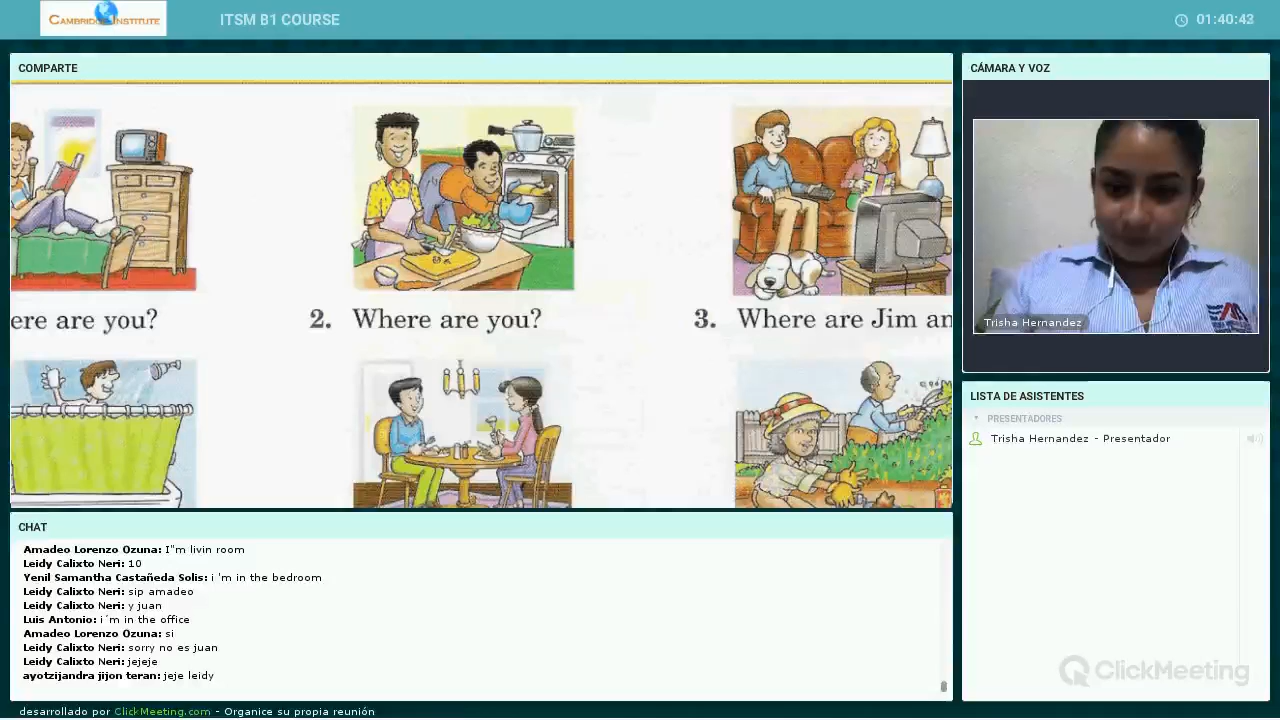 CAMBRIDGE INSTITUTE
ITSM B1 COURSE
01:40:43
COMPARTE
ere are you?
2. Where are you?
3. Where are Jim an
CHAT
Amadeo Lorenzo Ozuna: I"m livin room
Leidy Calixto Neri: 10
Yenil Samantha Castañeda Solis: i 'm in the bedroom
Leidy Calixto Neri: sip amadeo
Leidy Calixto Neri: y juan
Luis Antonio: i´m in the office
Amadeo Lorenzo Ozuna: si
Leidy Calixto Neri: sorry no es juan
Leidy Calixto Neri: jejeje
ayotzijandra jijon teran: jeje leidy
CÁMARA Y VOZ
Trisha Hernandez
LISTA DE ASISTENTES
PRESENTADORES
Trisha Hernandez - Presentador
ClickMeeting
desarrollado por ClickMeeting.com - Organice su propia reunión